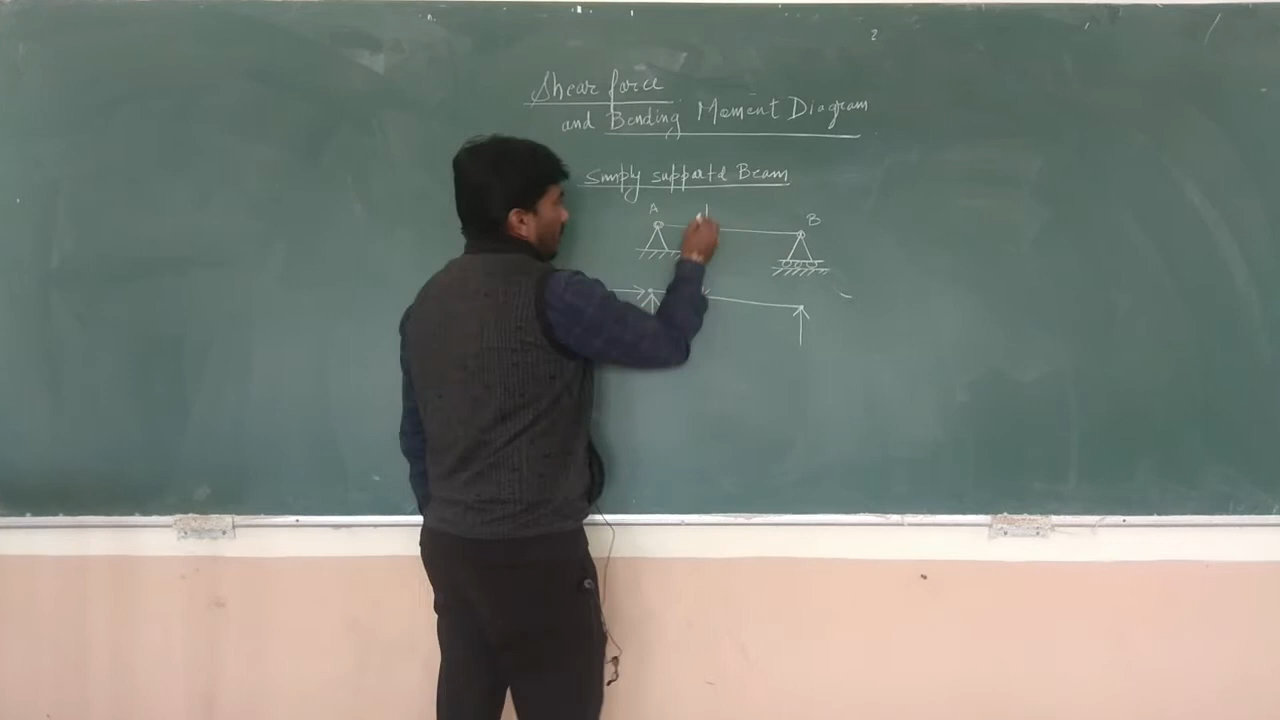 Shear force
and Bending Moment Diagram
Simply supported Beam
A
B